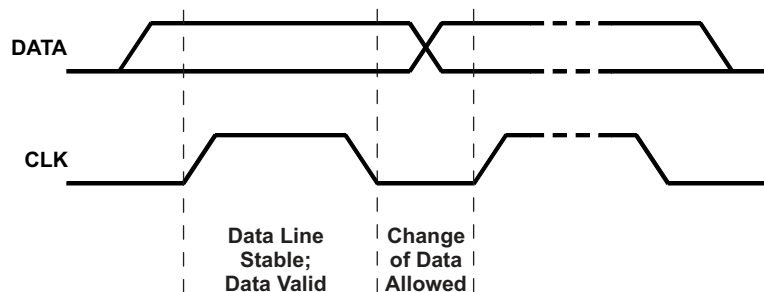 DATA
CLK
Data Line
Stable;
Data Valid
Change
of Data
Allowed